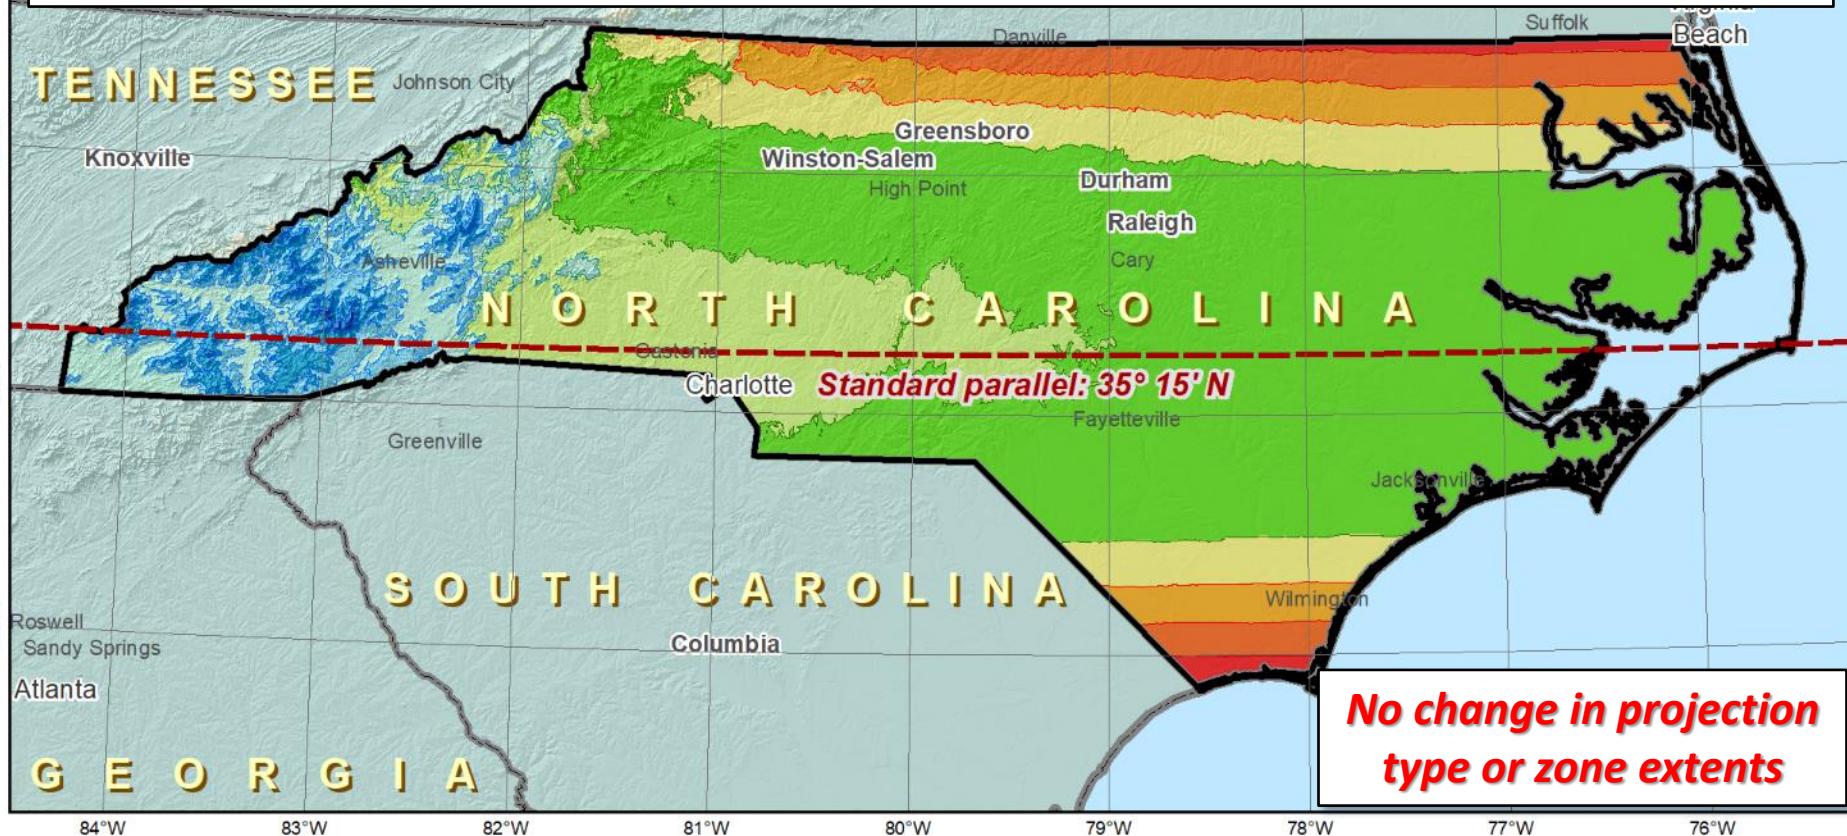 Suffolk
Danville
Beach
TENNESSEE
Johnson City
Knoxville
Greensboro
Winston-Salem
High Point
Durham
Raleigh
Cary
Asheville
NORTH CAROLINA
Gastonia
Charlotte
Standard parallel: 35° 15' N
Fayetteville
Greenville
Jacksonville
SOUTH CAROLINA
Wilmington
Roswell
Sandy Springs
Columbia
Atlanta
GEORGIA
No change in projection
type or zone extents
84°W 83°W 82°W 81°W 80°W 79°W 78°W 77°W 76°W